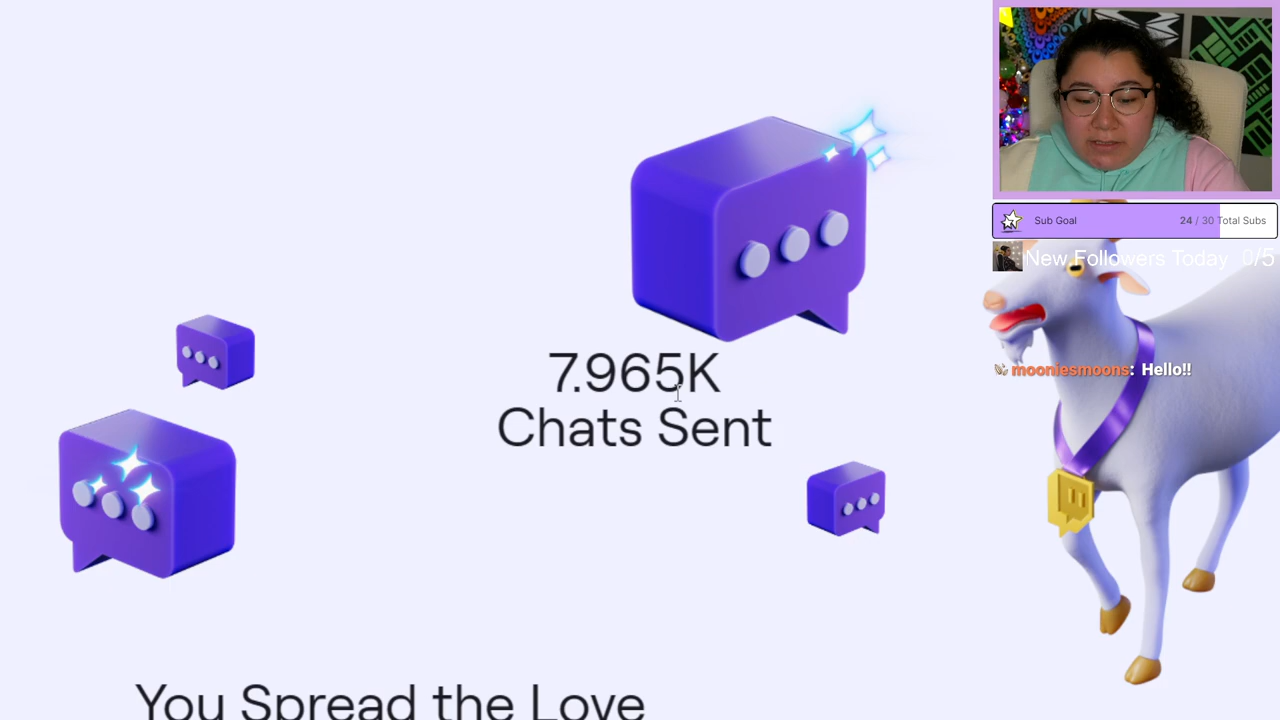 7.965K
Chats Sent
You Spread the Love
Sub Goal 24 / 30 Total Subs
New Followers Today 0/5
mooniesmoons: Hello!!